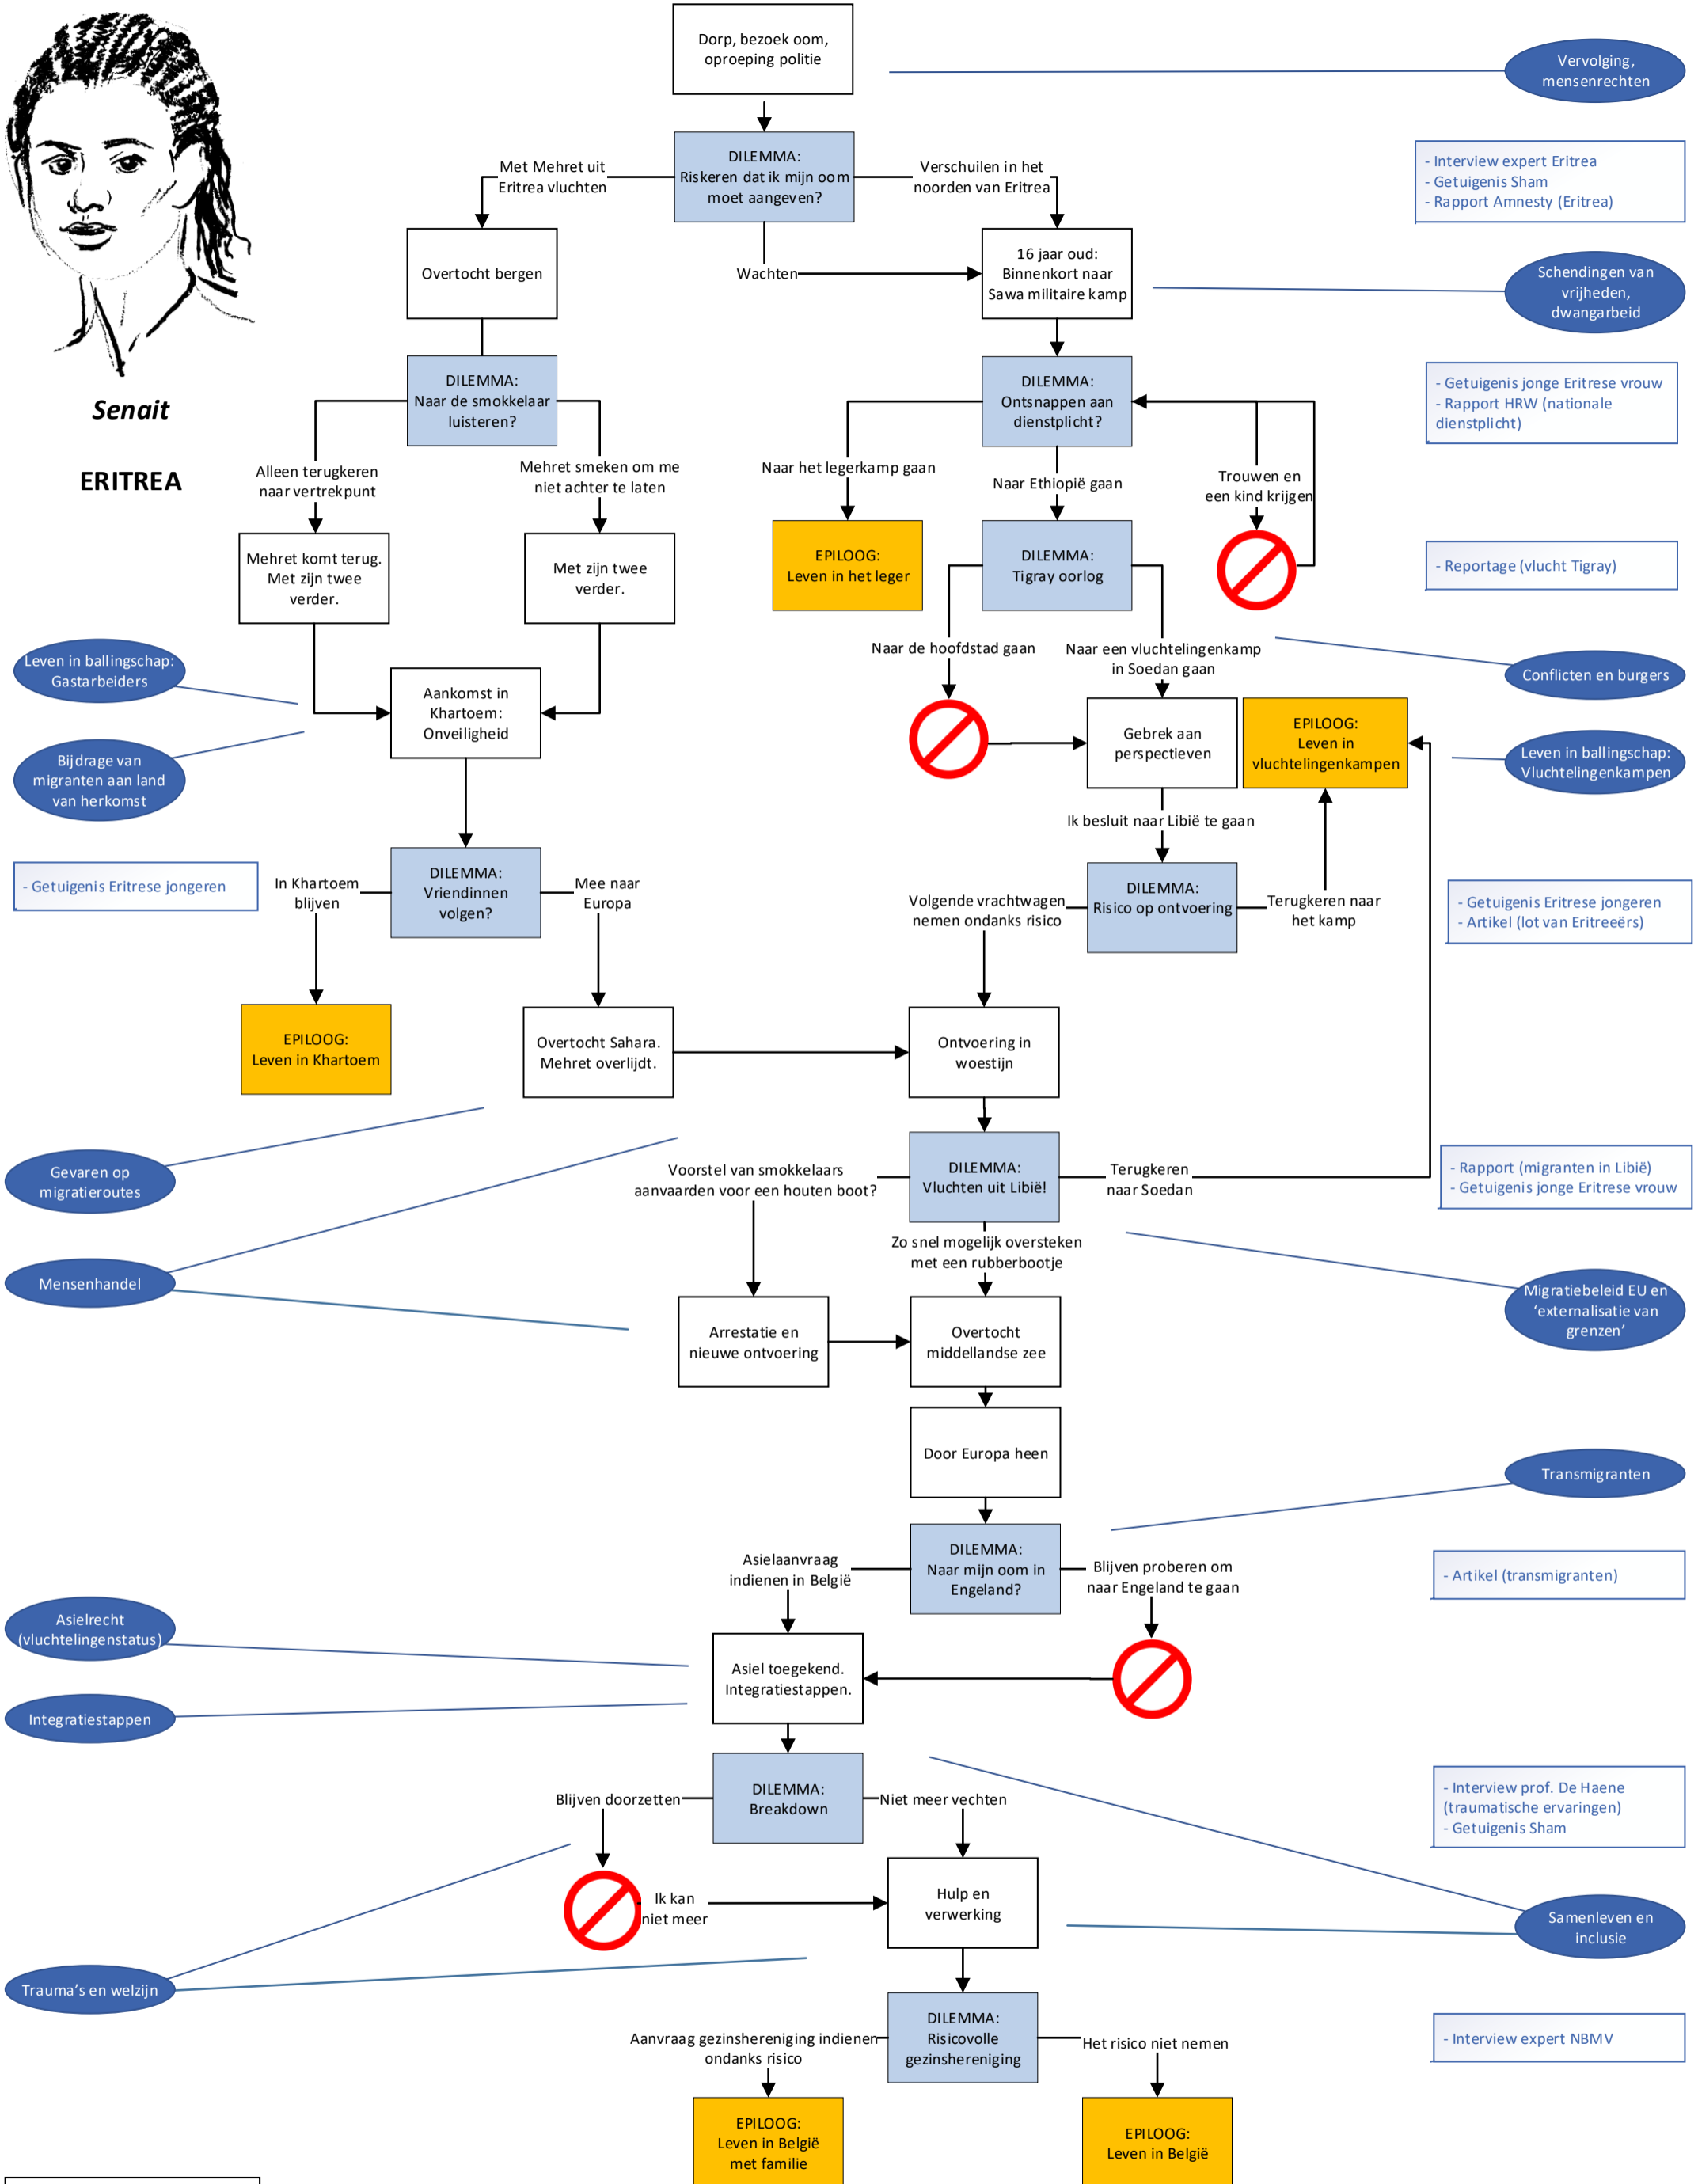 Dorp, bezoek oom,
oproeping politie
Vervolging,
mensenrechten
DILEMMA:
Riskeren dat ik mijn oom
moet aangeven?
Met Mehret uit
Eritrea vluchten
Verschuilen in het
noorden van Eritrea
- Interview expert Eritrea
- Getuigenis Sham
- Rapport Amnesty (Eritrea)
Overtocht bergen
Wachten
16 jaar oud:
Binnenkort naar
Sawa militaire kamp
Schendingen van
vrijheden,
dwangarbeid
Senait
ERITREA
DILEMMA:
Naar de smokkelaar
luisteren?
DILEMMA:
Ontsnappen aan
dienstplicht?
- Getuigenis jonge Eritrese vrouw
- Rapport HRW (nationale
dienstplicht)
Alleen terugkeren
naar vertrekpunt
Mehret smeken om me
niet achter te laten
Naar het legerkamp gaan
Naar Ethiopië gaan
Trouwen en
een kind krijgen
Mehret komt terug.
Met zijn twee
verder.
Met zijn twee
verder.
EPILOOG:
Leven in het leger
DILEMMA:
Tigray oorlog
- Reportage (vlucht Tigray)
Naar de hoofdstad gaan
Naar een vluchtelingenkamp
in Soedan gaan
Leven in ballingschap:
Gastarbeiders
Conflicten en burgers
Aankomst in
Khartoem:
Onveiligheid
Gebrek aan
perspectieven
EPILOOG:
Leven in
vluchtelingenkampen
Leven in ballingschap:
Vluchtelingenkampen
Bijdrage van
migranten aan land
van herkomst
Ik besluit naar Libië te gaan
- Getuigenis Eritrese jongeren
In Khartoem
blijven
DILEMMA:
Vriendinnen
volgen?
Mee naar
Europa
Volgende vrachtwagen
nemen ondanks risico
DILEMMA:
Risico op ontvoering
Terugkeren naar
het kamp
- Getuigenis Eritrese jongeren
- Artikel (lot van Eritreeërs)
EPILOOG:
Leven in Khartoem
Overtocht Sahara.
Mehret overlijdt.
Ontvoering in
woestijn
Gevaren op
migratieroutes
Voorstel van smokkelaars
aanvaarden voor een houten boot?
DILEMMA:
Vluchten uit Libië!
Terugkeren
naar Soedan
- Rapport (migranten in Libië)
- Getuigenis jonge Eritrese vrouw
Zo snel mogelijk oversteken
met een rubberbootje
Mensenhandel
Migratiebeleid EU en
‘externalisatie van
grenzen’
Arrestatie en
nieuwe ontvoering
Overtocht
middellandse zee
Door Europa heen
Transmigranten
Asielaanvraag
indienen in België
DILEMMA:
Naar mijn oom in
Engeland?
Blijven proberen om
naar Engeland te gaan
- Artikel (transmigranten)
Asielrecht
(vluchtelingenstatus)
Asiel toegekend.
Integratiestappen.
Integratiestappen
Blijven doorzetten
DILEMMA:
Breakdown
Niet meer vechten
- Interview prof. De Haene
(traumatische ervaringen)
- Getuigenis Sham
Ik kan
niet meer
Hulp en
verwerking
Samenleven en
inclusie
Trauma’s en welzijn
Aanvraag gezinshereniging indienen
ondanks risico
DILEMMA:
Risicovolle
gezinshereniging
Het risico niet nemen
- Interview expert NBMV
EPILOOG:
Leven in België
met familie
EPILOOG:
Leven in België